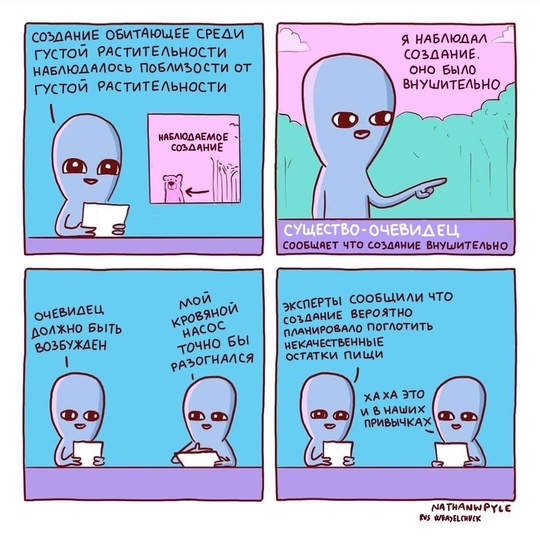 СОЗДАНИЕ ОБИТАЮЩЕЕ СРЕДИ
ГУСТОЙ РАСТИТЕЛЬНОСТИ
НАБЛЮДАЛОСЬ ПОБЛИЗОСТИ ОТ
ГУСТОЙ РАСТИТЕЛЬНОСТИ
НАБЛЮДАЕМОЕ
СОЗДАНИЕ
Я НАБЛЮДАЛ
СОЗДАНИЕ.
ОНО БЫЛО
ВНУШИТЕЛЬНО
СУЩЕСТВО-ОЧЕВИДЕЦ
СООБЩАЕТ ЧТО СОЗДАНИЕ ВНУШИТЕЛЬНО
ОЧЕВИДЕЦ
ДОЛЖНО БЫТЬ
ВОЗБУЖДЕН
МОЙ
КРОВЯНОЙ
НАСОС
ТОЧНО БЫ
РАЗОГНАЛСЯ
ЭКСПЕРТЫ СООБЩИЛИ ЧТО
СОЗДАНИЕ ВЕРОЯТНО
ПЛАНИРОВАЛО ПОГЛОТИТЬ
НЕКАЧЕСТВЕННЫЕ
ОСТАТКИ ПИЩИ
ХА ХА ЭТО
И В НАШИХ
ПРИВЫЧКАХ
NATHANWPYLE
RUS WEASELCHUCK